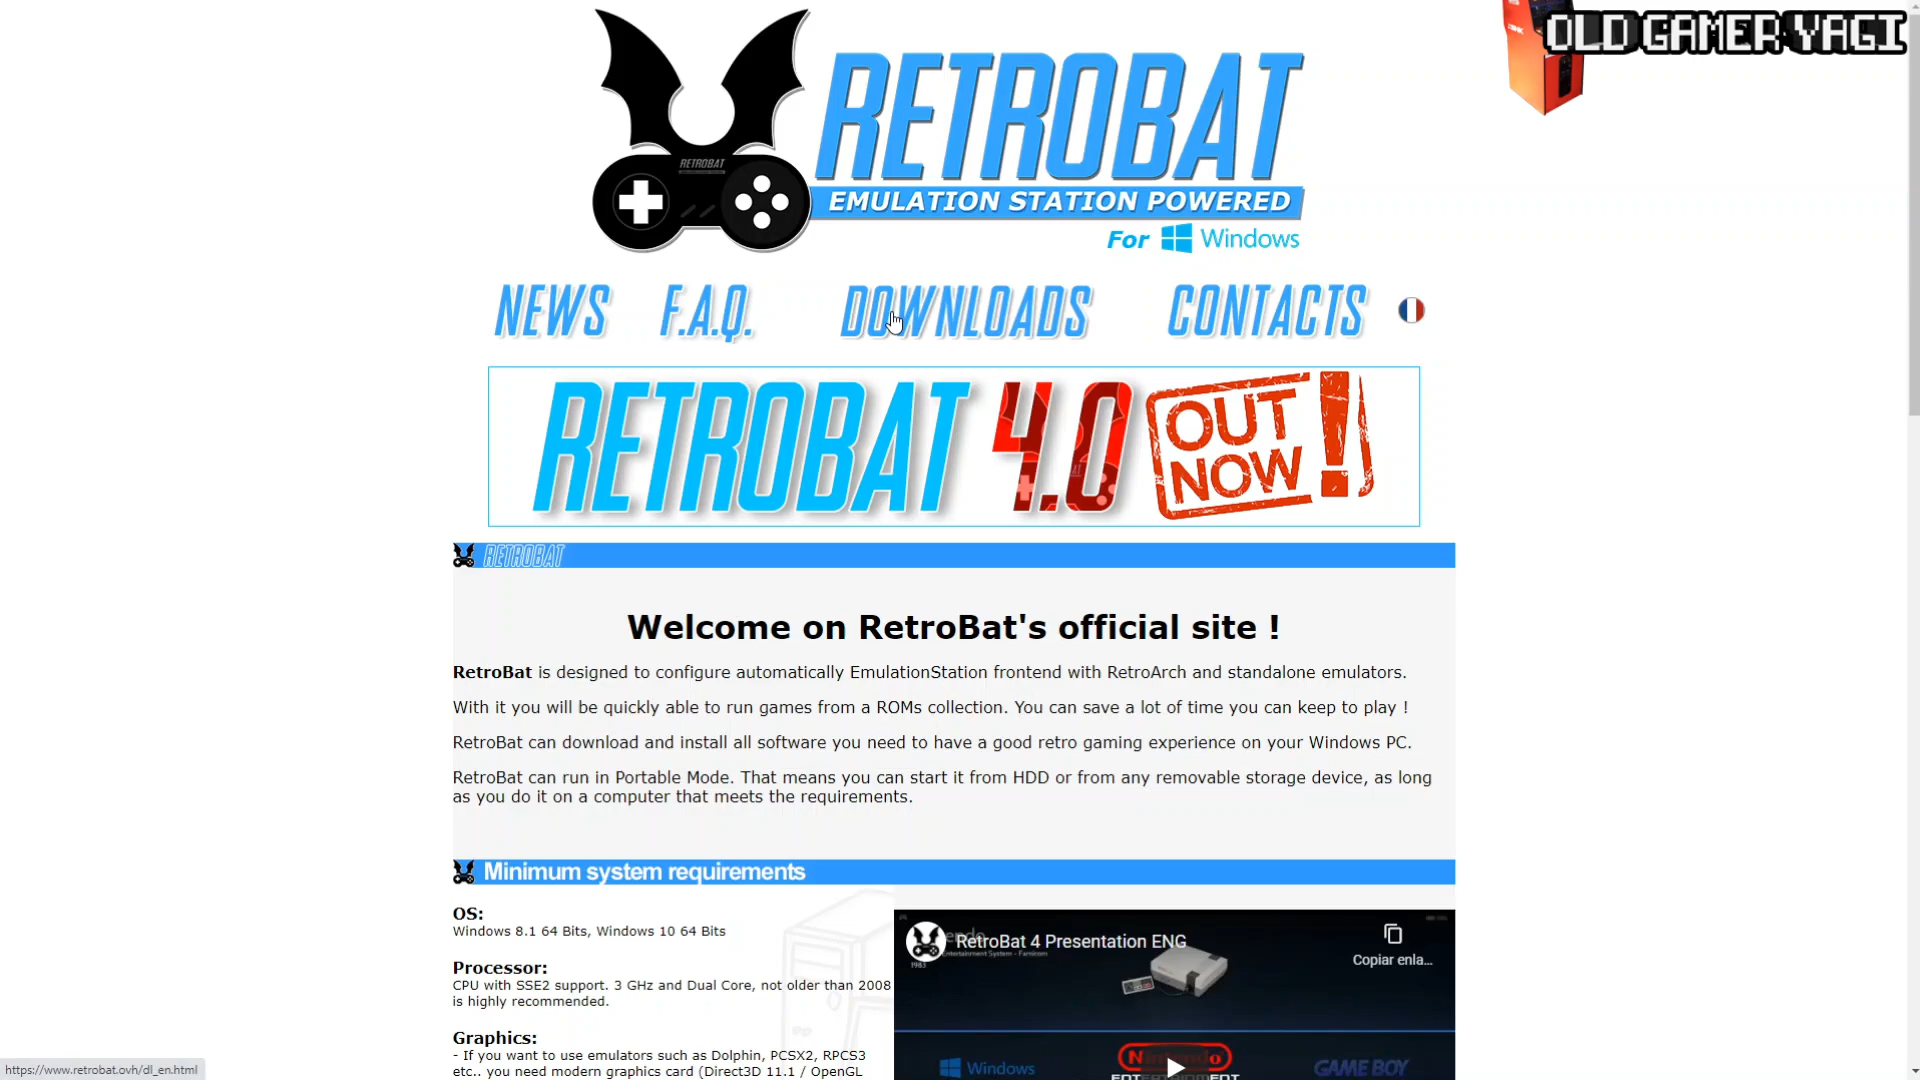 OLD GAMER YAGI
RETROBAT
RETROBAT
EMULATION STATION POWERED
For Windows
NEWS F.A.Q. DOWNLOADS CONTACTS
RETROBAT 4.0 OUT NOW!
RETROBAT
Welcome on RetroBat's official site !
RetroBat is designed to configure automatically EmulationStation frontend with RetroArch and standalone emulators.
With it you will be quickly able to run games from a ROMs collection. You can save a lot of time you can keep to play !
RetroBat can download and install all software you need to have a good retro gaming experience on your Windows PC.
RetroBat can run in Portable Mode. That means you can start it from HDD or from any removable storage device, as long
as you do it on a computer that meets the requirements.
Minimum system requirements
OS:
Windows 8.1 64 Bits, Windows 10 64 Bits
Processor:
CPU with SSE2 support. 3 GHz and Dual Core, not older than 2008
is highly recommended.
Graphics:
- If you want to use emulators such as Dolphin, PCSX2, RPCS3
etc.. you need modern graphics card (Direct3D 11.1 / OpenGL
RetroBat 4 Presentation ENG
Copiar enla...
Entertainment System - Famicom
1983
Windows
Nintendo
ENTERTAINMENT
GAME BOY
https://www.retrobat.ovh/dl_en.html